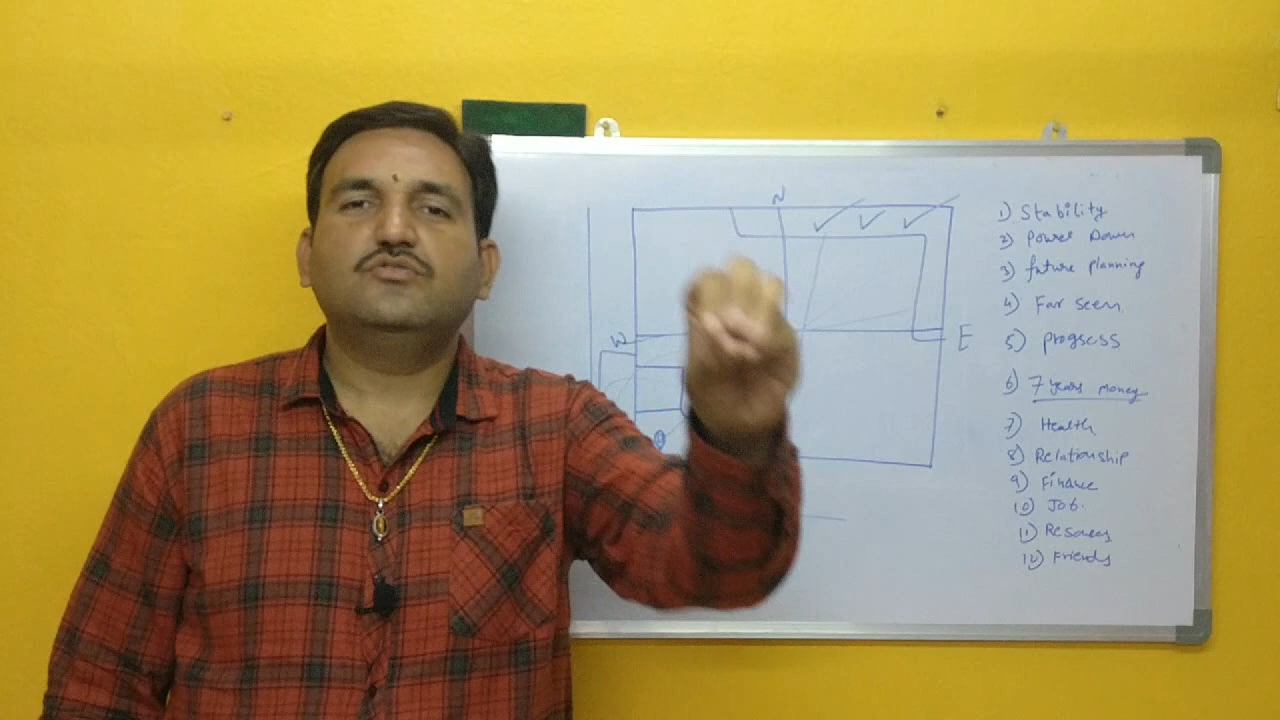 N
W
E
1) Stability
2) Power Down
3) future planning
4) Far seen
5) progress
6) 7 years money
7) Health
8) Relationship
9) Finance
10) Job.
11)
12) Friends